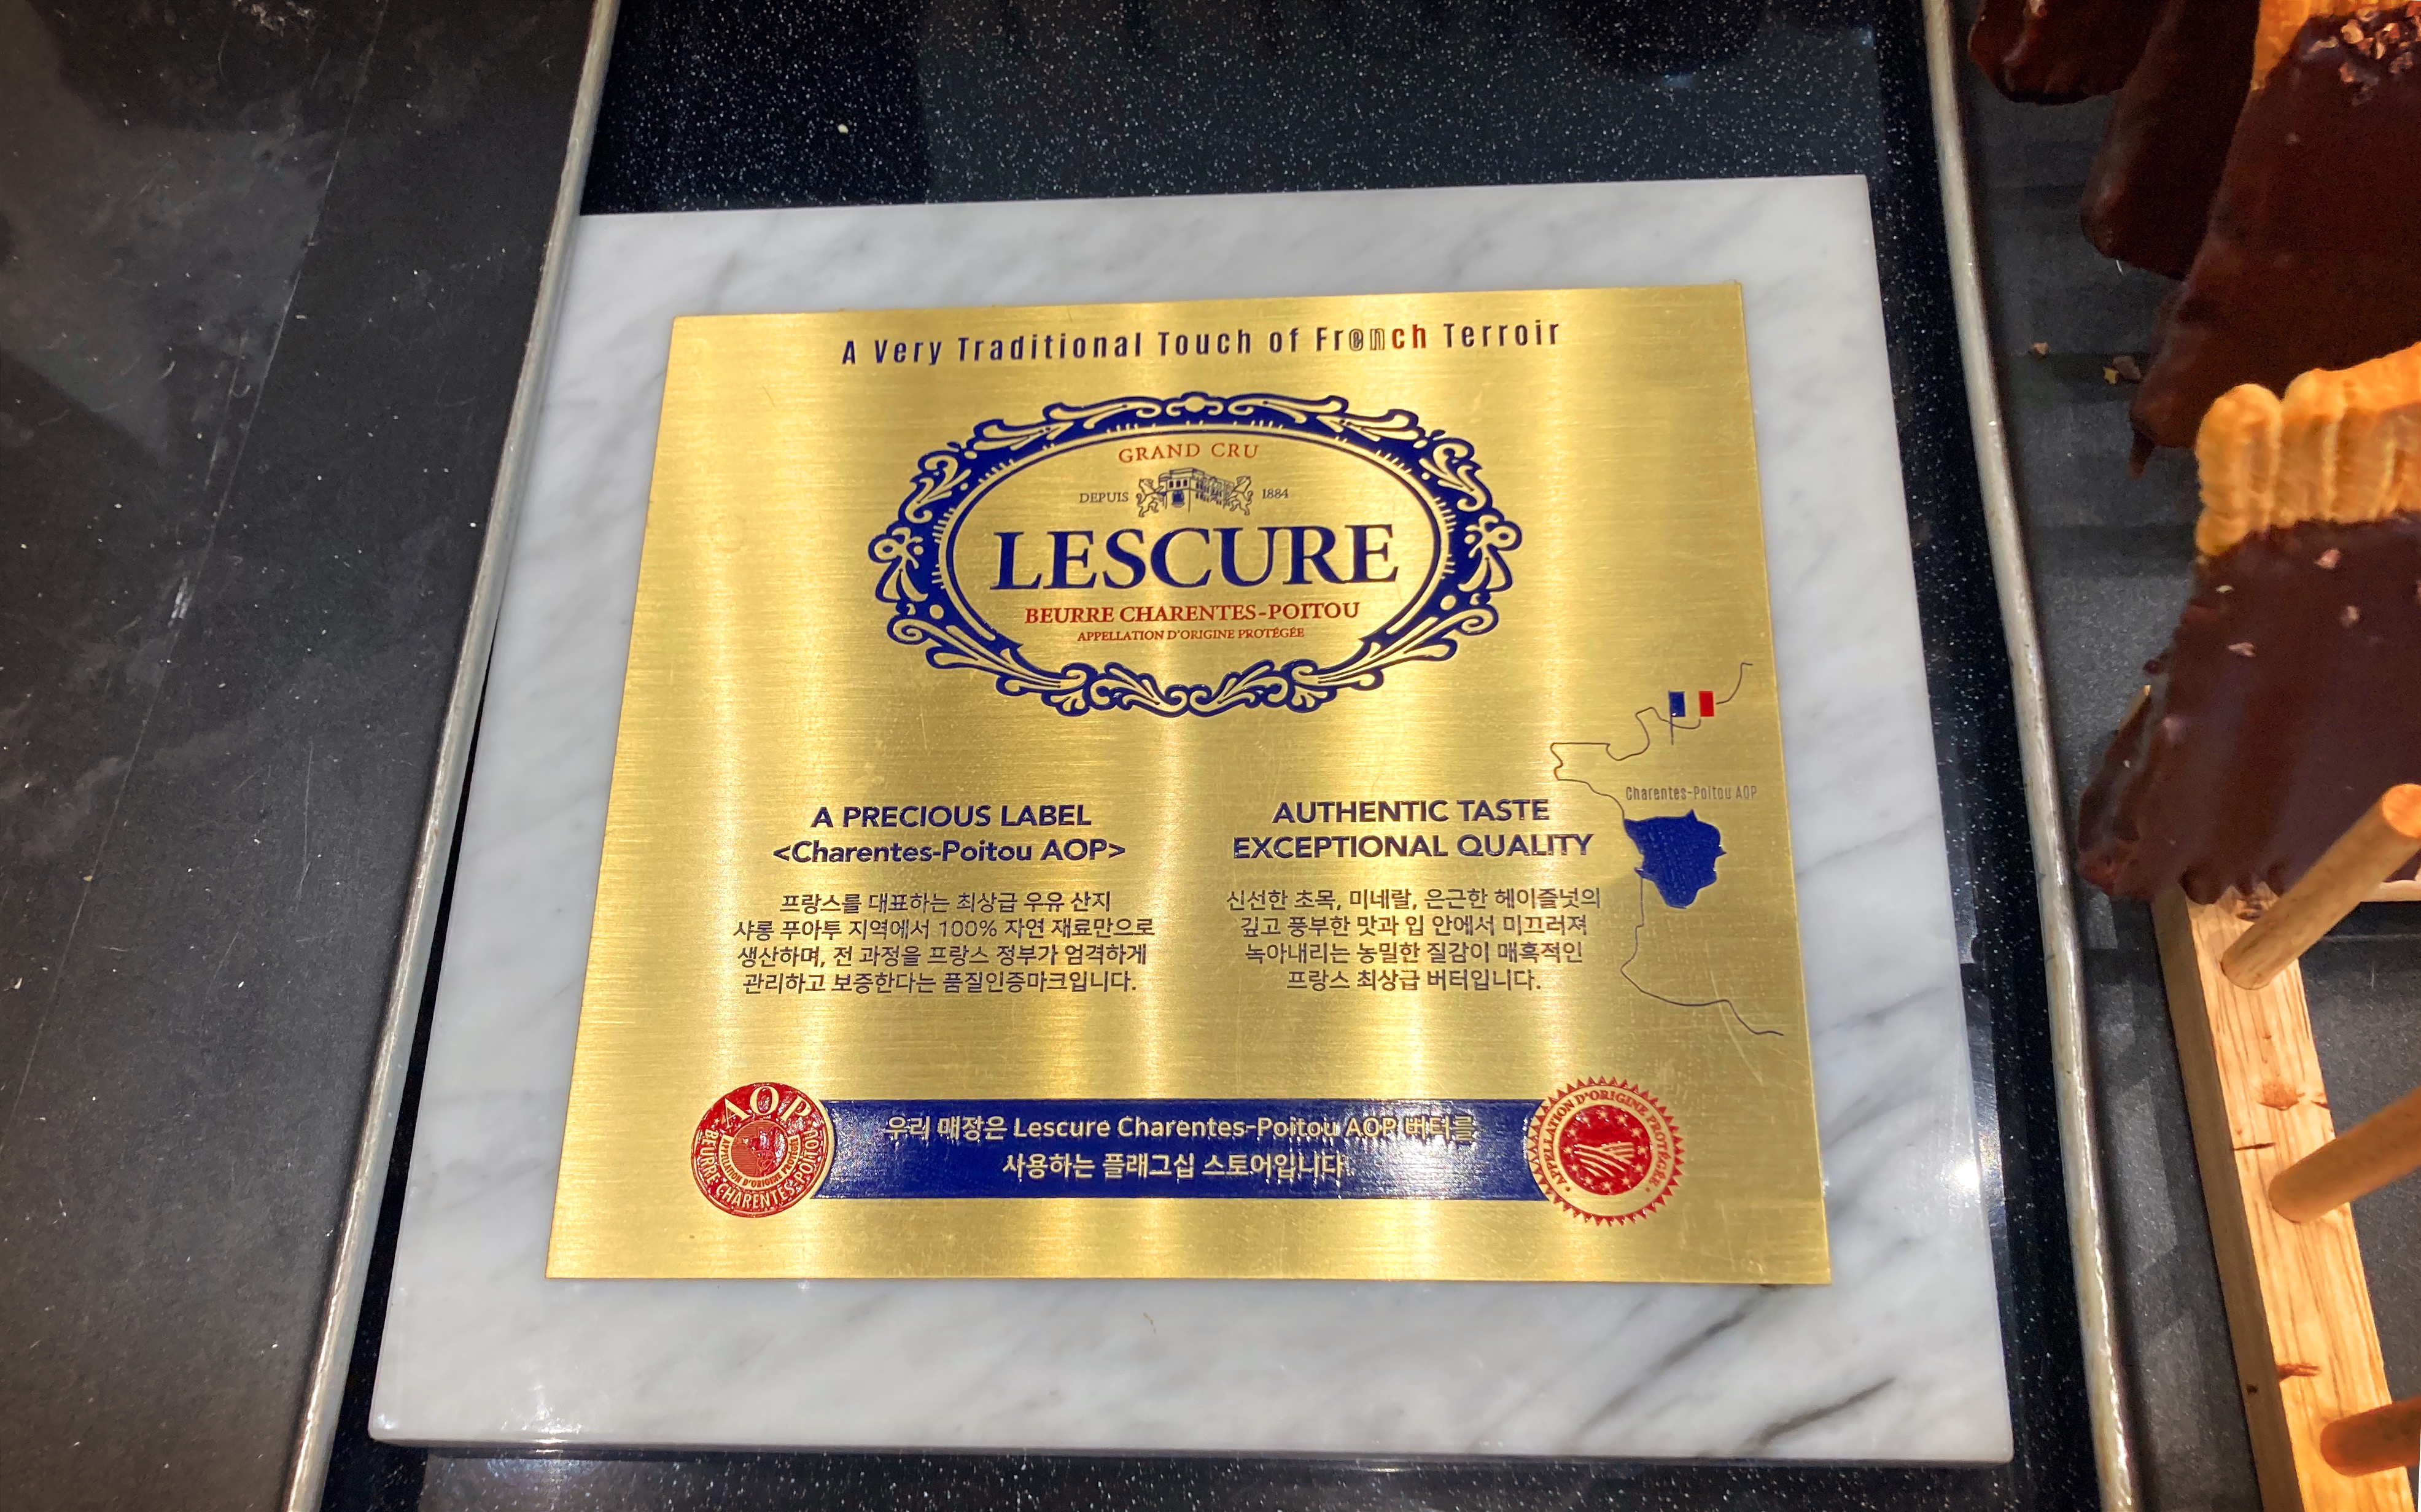 A Very Traditional Touch of French Terroir
GRAND CRU
DEPUIS 1884
LESCURE
BEURRE CHARENTES-POITOU
APPELLATION D'ORIGINE PROTÉGÉE
Charentes-Poitou AOP
A PRECIOUS LABEL
<Charentes-Poitou AOP>
프랑스를 대표하는 최상급 우유 산지
샤롱 푸아투 지역에서 100% 자연 재료만으로
생산하며, 전 과정을 프랑스 정부가 엄격하게
관리하고 보증한다는 품질인증마크입니다.
AUTHENTIC TASTE
EXCEPTIONAL QUALITY
신선한 초목, 미네랄, 은근한 헤이즐넛의
깊고 풍부한 맛과 입 안에서 미끄러져
녹아내리는 농밀한 질감이 매혹적인
프랑스 최상급 버터입니다.
AOP
BEURRE CHARENTES-POITOU
APPELLATION D'ORIGINE PROTÉGÉE
우리 매장은 Lescure Charentes-Poitou AOP 버터를
사용하는 플래그십 스토어입니다.
APPELLATION D'ORIGINE PROTÉGÉE